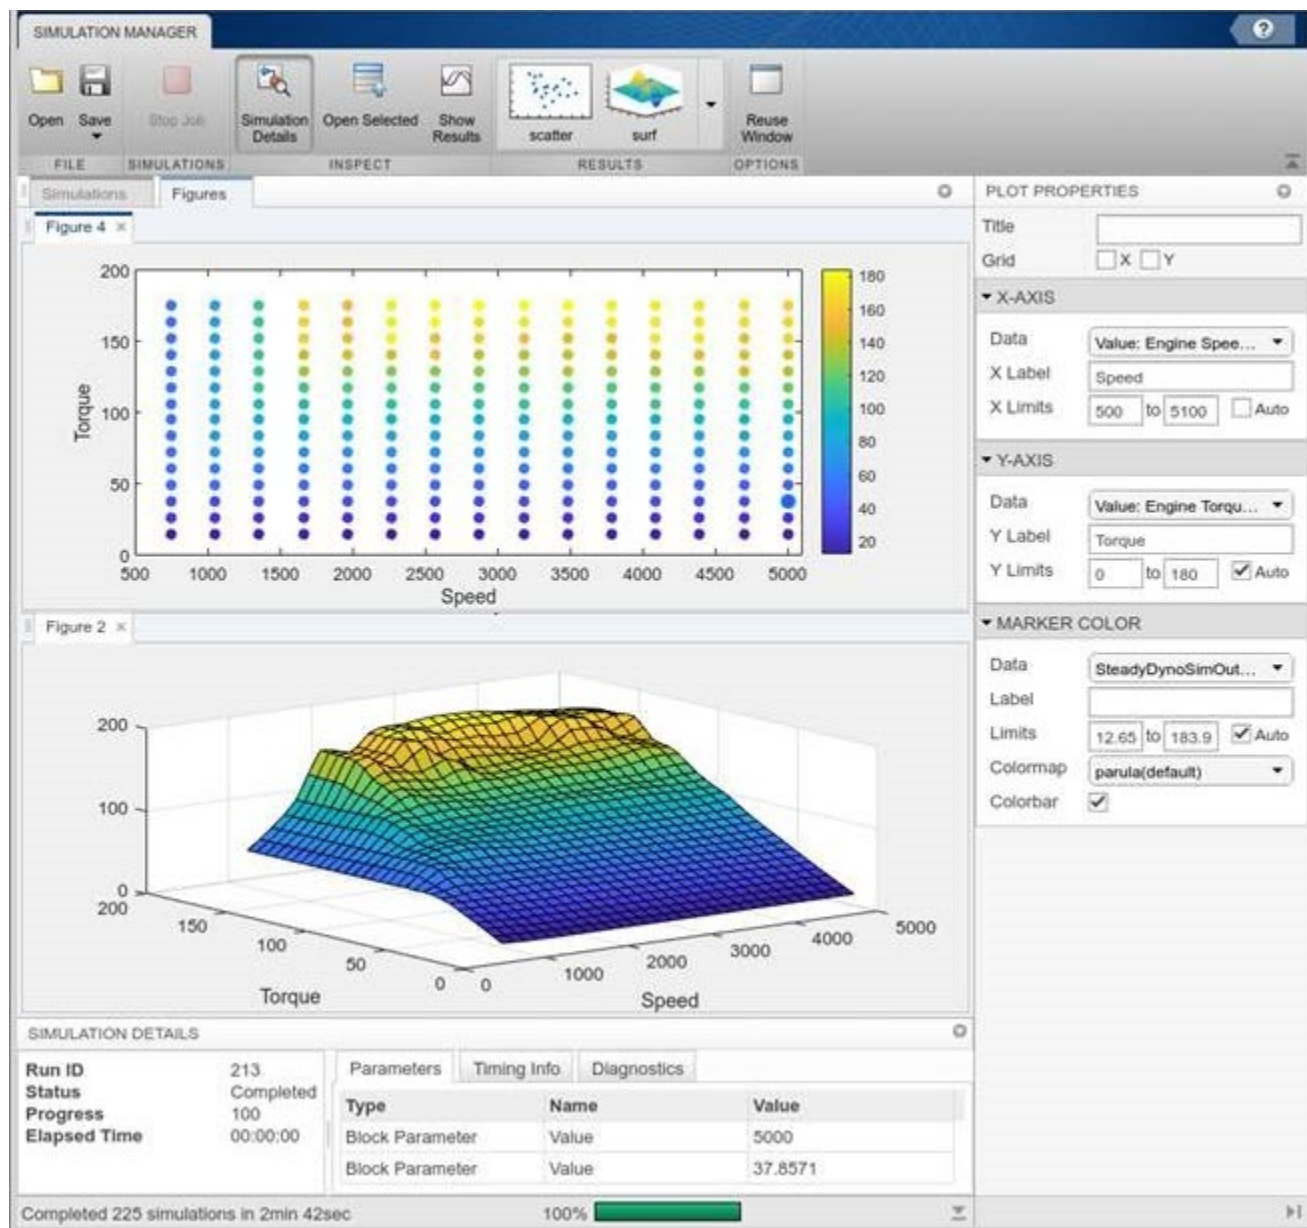 SIMULATION MANAGER
?
Open Save Stop Job Simulation Details Open Selected Show Results scatter surf Reuse Window
FILE SIMULATIONS INSPECT RESULTS OPTIONS
Simulations Figures
Figure 4 ×
200
150
100
50
0
Torque
500 1000 1500 2000 2500 3000 3500 4000 4500 5000
Speed
180
160
140
120
100
80
60
40
20
Figure 2 ×
200
100
0
200
150
100
50
0
Torque
0
1000
2000
3000
4000
5000
Speed
SIMULATION DETAILS
Run ID 213
Status Completed
Progress 100
Elapsed Time 00:00:00
Parameters Timing Info Diagnostics
Type Name Value
Block Parameter Value 5000
Block Parameter Value 37.8571
Completed 225 simulations in 2min 42sec 100%
PLOT PROPERTIES
Title
Grid X Y
X-AXIS
Data Value: Engine Spee...
X Label Speed
X Limits 500 to 5100 Auto
Y-AXIS
Data Value: Engine Torqu...
Y Label Torque
Y Limits 0 to 180 Auto
MARKER COLOR
Data SteadyDynoSimOut...
Label
Limits 12.65 to 183.9 Auto
Colormap parula(default)
Colorbar